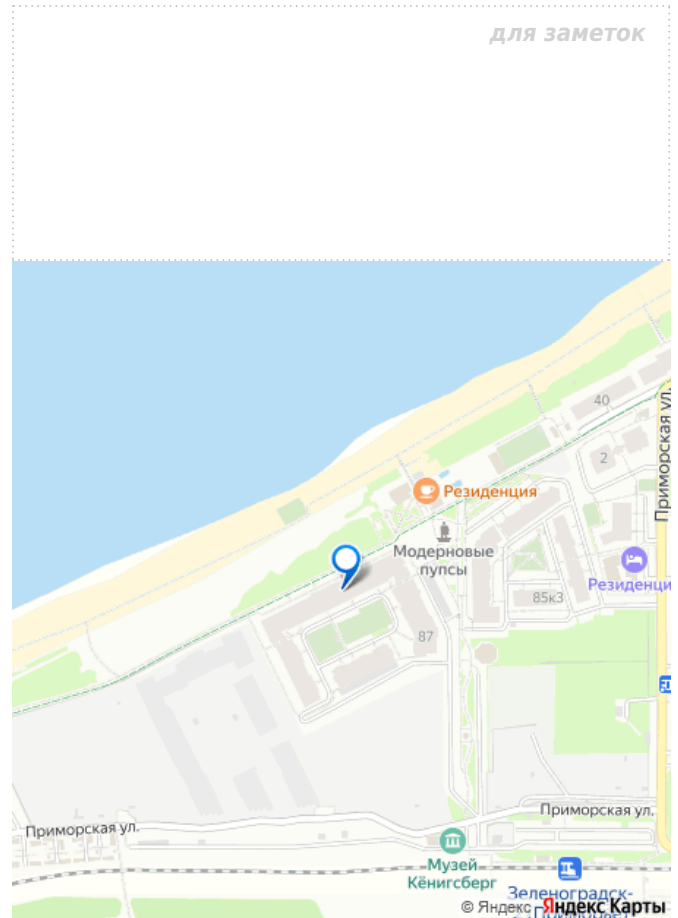 для заметок
40
Приморская ул.
2
Резиденция
Модерновые
пупсы
Резиденци
85к3
87
Приморская ул.
Приморская ул.
Музей
Кёнигсберг
Зеленоградск-
© Яндекс Яндекс Карты